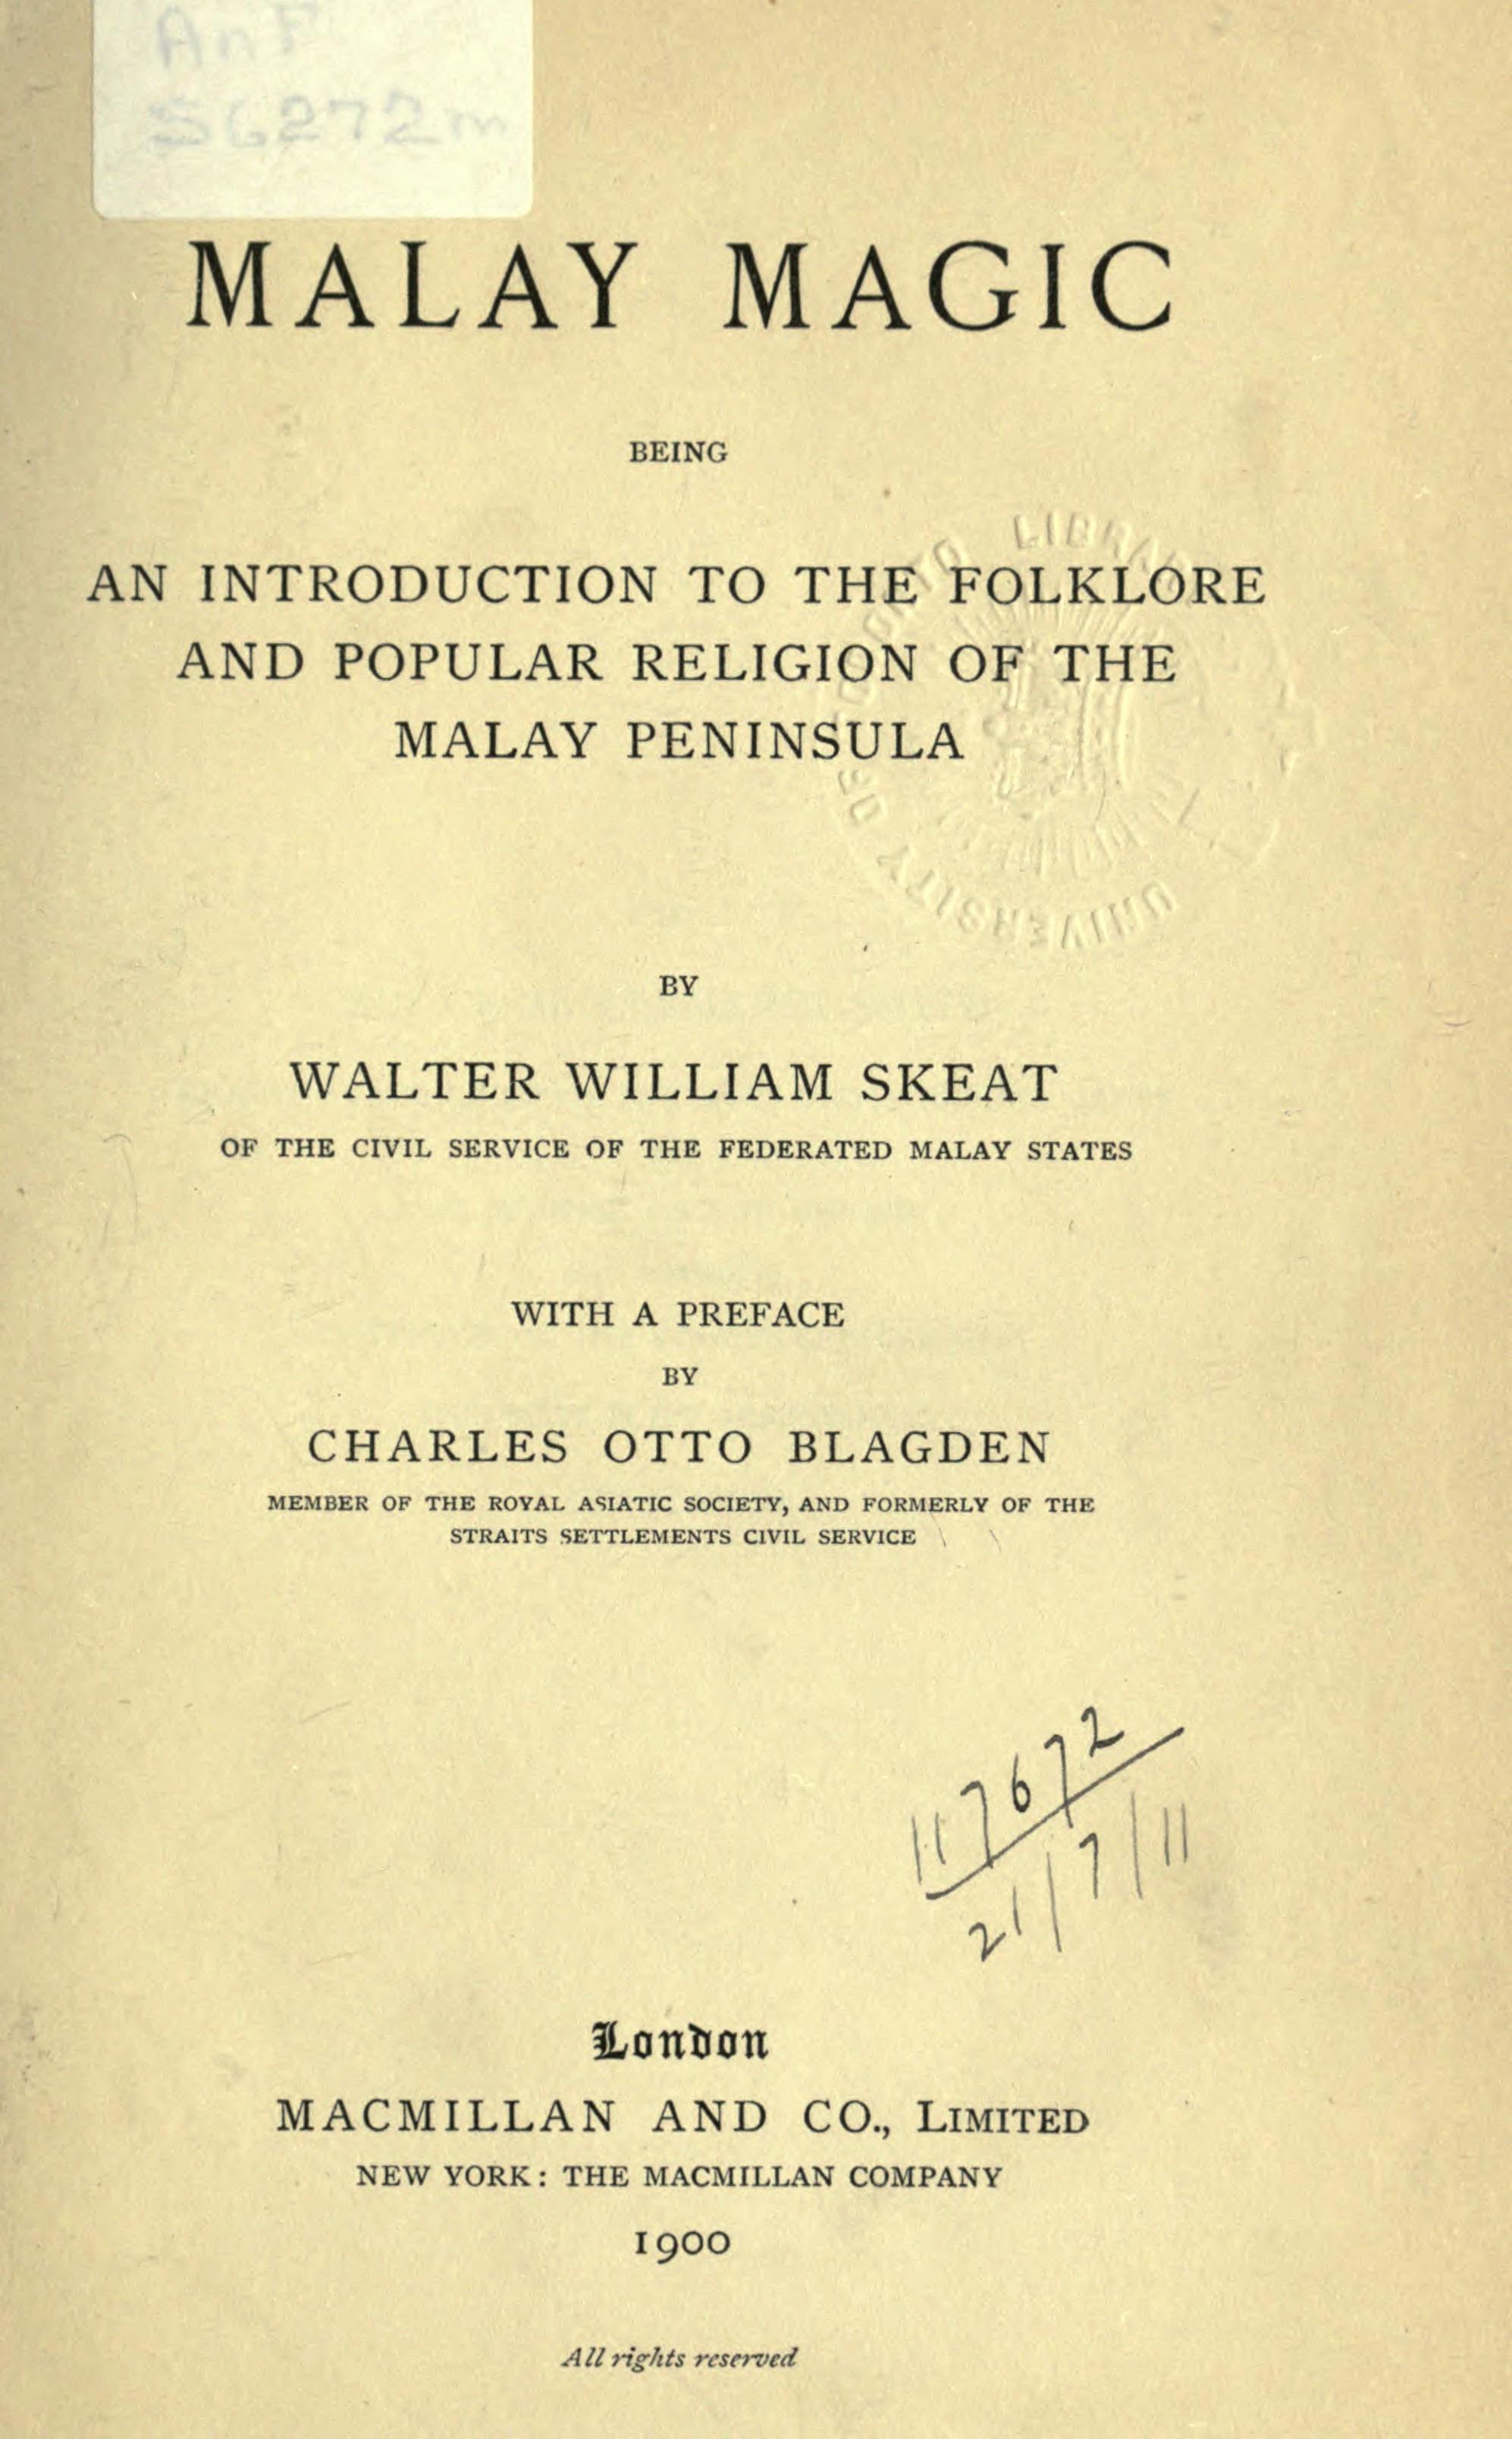 AnF
S6272m
MALAY MAGIC
BEING
AN INTRODUCTION TO THE FOLKLORE
AND POPULAR RELIGION OF THE
MALAY PENINSULA
BY
WALTER WILLIAM SKEAT
OF THE CIVIL SERVICE OF THE FEDERATED MALAY STATES
WITH A PREFACE
BY
CHARLES OTTO BLAGDEN
MEMBER OF THE ROYAL ASIATIC SOCIETY, AND FORMERLY OF THE
STRAITS SETTLEMENTS CIVIL SERVICE
117672
21/7/11
London
MACMILLAN AND CO., LIMITED
NEW YORK: THE MACMILLAN COMPANY
1900
All rights reserved